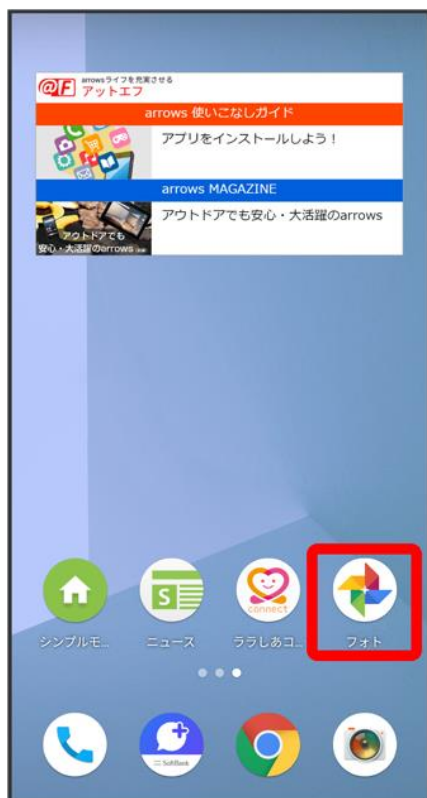 @F arrowsライフを充実させる
アットエフ
arrows 使いこなしガイド
アプリをインストールしよう！
arrows MAGAZINE
アウトドアでも安心・大活躍のarrows
アウトドアでも
安心・大活躍のarrows
シンプルモ…
S
ニュース
connect
ララしあコ…
フォト
SoftBank